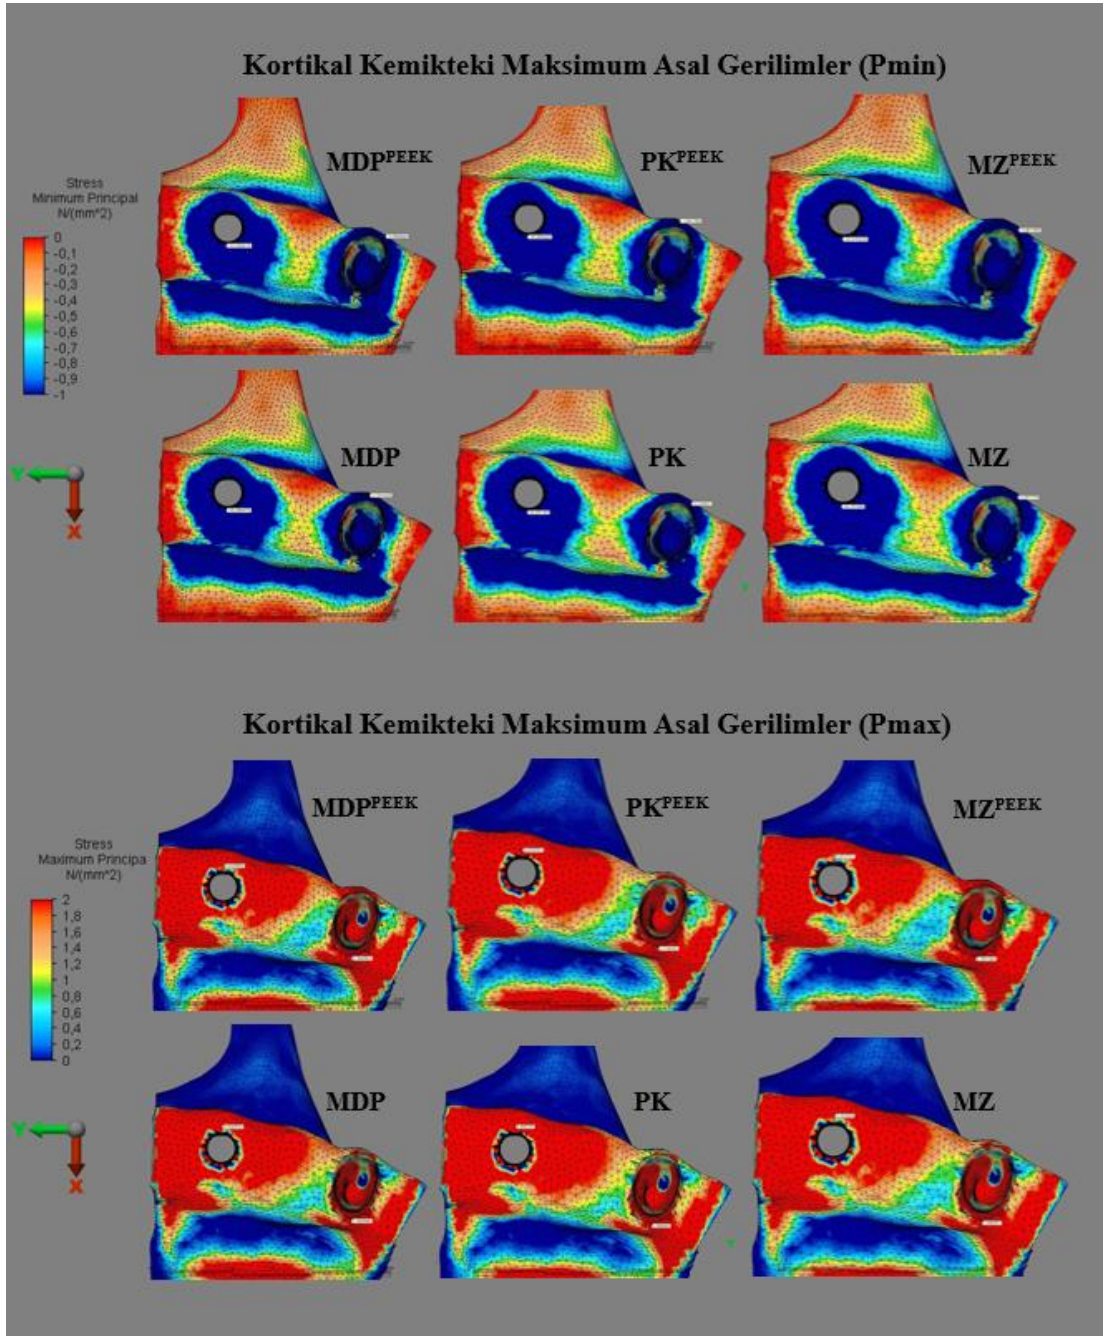 Kortikal Kemikteki Maksimum Asal Gerilimler (Pmin)
MDPPEEK
PKPEEK
MZPEEK
Stress
Minimum Principal
N/(mm^2)
0
-0,1
-0,2
-0,3
-0,4
-0,5
-0,6
-0,7
-0,8
-0,9
-1
MDP
PK
MZ
Y
X
Kortikal Kemikteki Maksimum Asal Gerilimler (Pmax)
MDPPEEK
PKPEEK
MZPEEK
Stress
Maximum Principa
N/(mm^2)
2
1,8
1,6
1,4
1,2
1
0,8
0,6
0,4
0,2
0
MDP
PK
MZ
Y
X